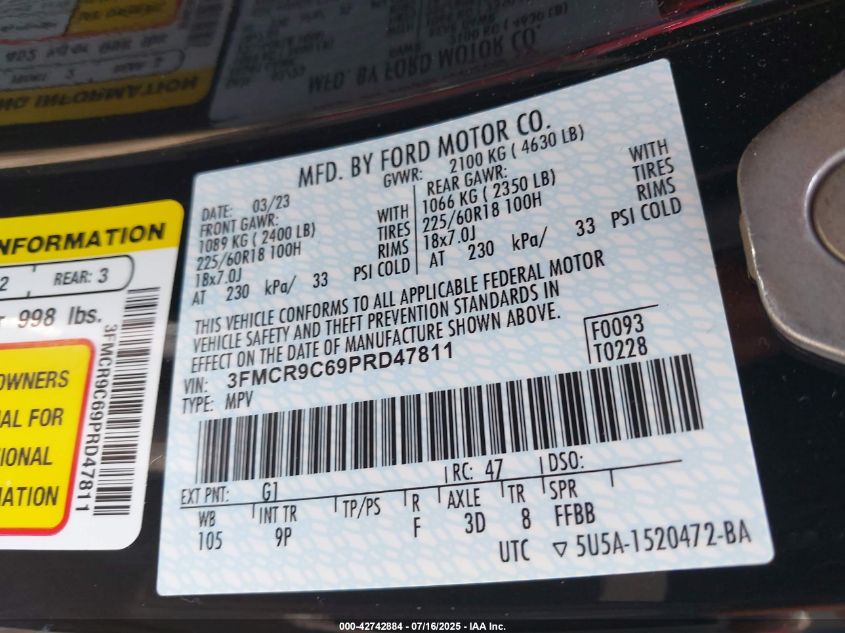 MFD. BY FORD MOTOR CO.
DATE: 03/23 GVWR: 2100 KG ( 4630 LB)
FRONT GAWR: REAR GAWR:
1089 KG ( 2400 LB) WITH 1066 KG ( 2350 LB) WITH
225/60R18 100H TIRES 225/60R18 100H TIRES
18x7.0J RIMS 18x7.0J RIMS
AT 230 kPa/ 33 PSI COLD AT 230 kPa/ 33 PSI COLD
THIS VEHICLE CONFORMS TO ALL APPLICABLE FEDERAL MOTOR
VEHICLE SAFETY AND THEFT PREVENTION STANDARDS IN
EFFECT ON THE DATE OF MANUFACTURE SHOWN ABOVE.
F0093
T0228
VIN: 3FMCR9C69PRD47811
TYPE: MPV
EXT PNT: G1 RC: 47 DSO:
WB INT TR TP/PS R AXLE TR SPR
105 9P F 3D 8 FFBB
UTC ▽ 5U5A-1520472-BA
INFORMATION
2 REAR: 3
998 lbs.
OWNERS
AL FOR
IONAL
MATION
3FMCR9C69PRD47811
000-42742884 / 07/16/2025 - IAA Inc.